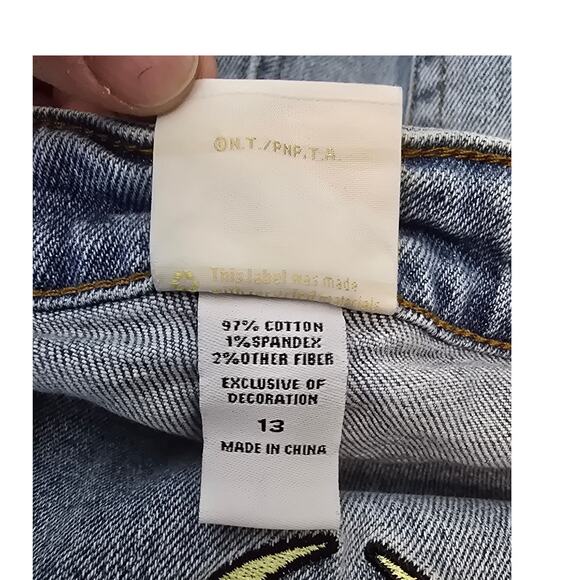 ©N.T./PNP.T.A.
This label was made
materials
97% COTTON
1%SPANDEX
2%OTHER FIBER
EXCLUSIVE OF
DECORATION
13
MADE IN CHINA